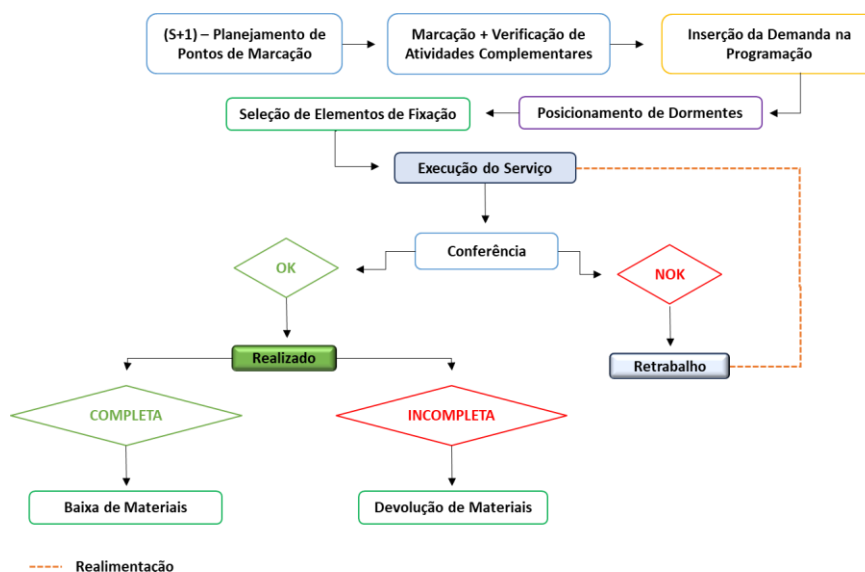 (S+1) – Planejamento de
Pontos de Marcação
Marcação + Verificação de
Atividades Complementares
Inserção da Demanda na
Programação
Posicionamento de Dormentes
Seleção de Elementos de Fixação
Execução do Serviço
Conferência
OK
NOK
Realizado
Retrabalho
COMPLETA
INCOMPLETA
Baixa de Materiais
Devolução de Materiais
Realimentação